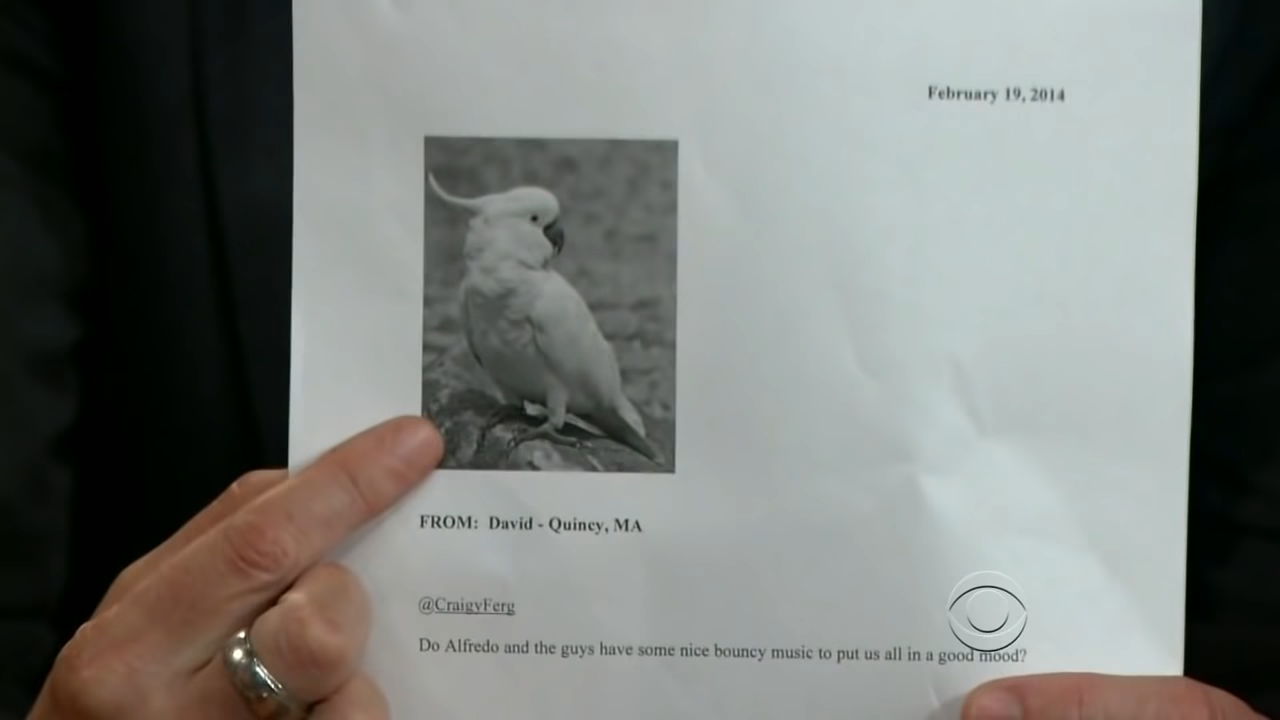 February 19, 2014
FROM: David - Quincy, MA
@CraigyFerg
Do Alfredo and the guys have some nice bouncy music to put us all in a good mood?